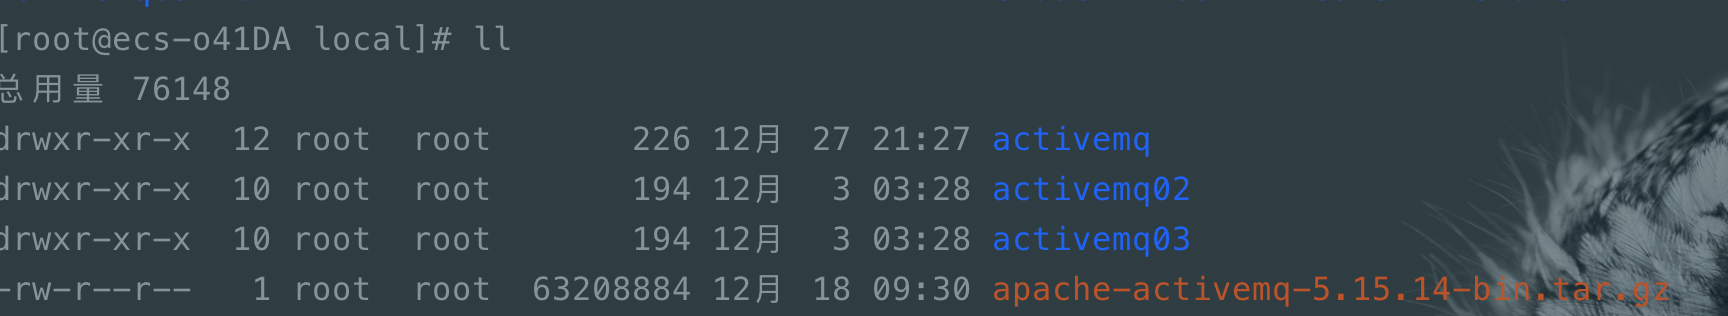 [root@ecs-o41DA local]# ll
总用量 76148
drwxr-xr-x  12 root  root       226 12月  27 21:27 activemq
drwxr-xr-x  10 root  root       194 12月   3 03:28 activemq02
drwxr-xr-x  10 root  root       194 12月   3 03:28 activemq03
-rw-r--r--   1 root  root  63208884 12月  18 09:30 apache-activemq-5.15.14-bin.tar.gz